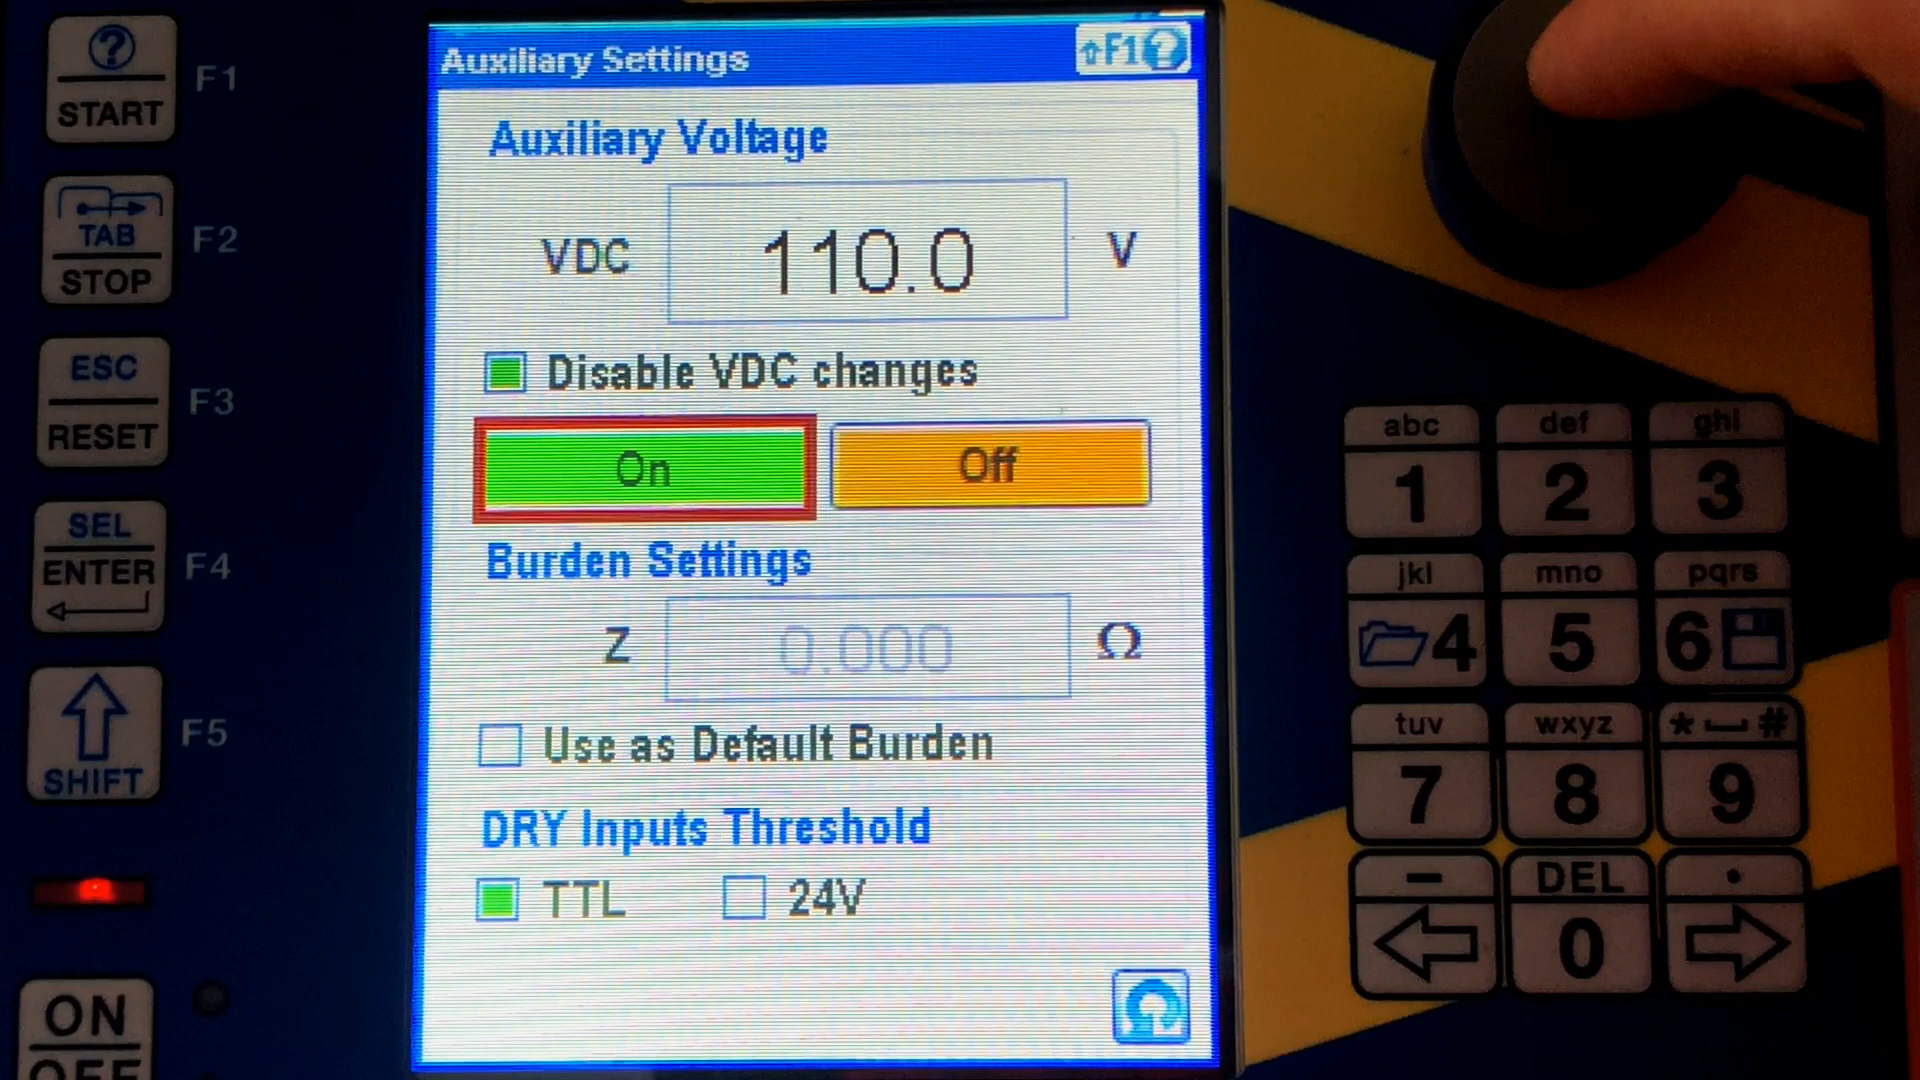 START
F1
TAB
STOP
F2
ESC
RESET
F3
SEL
ENTER
F4
SHIFT
F5
ON
OFF
Auxiliary Settings
F1
Auxiliary Voltage
VDC 110.0 V
Disable VDC changes
On Off
Burden Settings
Z 0.000 Ω
Use as Default Burden
DRY Inputs Threshold
TTL 24V
abc def ghi
1 2 3
jkl mno pqrs
4 5 6
tuv wxyz * #
7 8 9
- DEL .
0